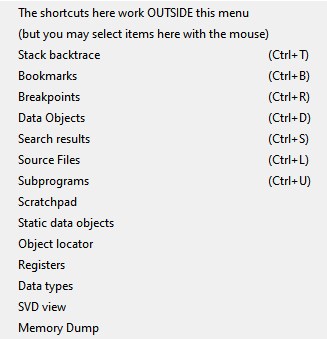 The shortcuts here work OUTSIDE this menu
(but you may select items here with the mouse)
Stack backtrace (Ctrl+T)
Bookmarks (Ctrl+B)
Breakpoints (Ctrl+R)
Data Objects (Ctrl+D)
Search results (Ctrl+S)
Source Files (Ctrl+L)
Subprograms (Ctrl+U)
Scratchpad
Static data objects
Object locator
Registers
Data types
SVD view
Memory Dump